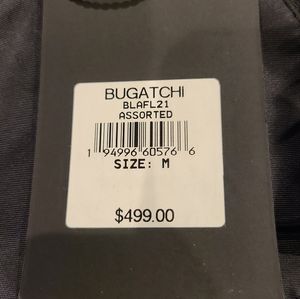 BUGATCHI
BLAFL21
ASSORTED
1 94996 60576 6
SIZE: M
$499.00